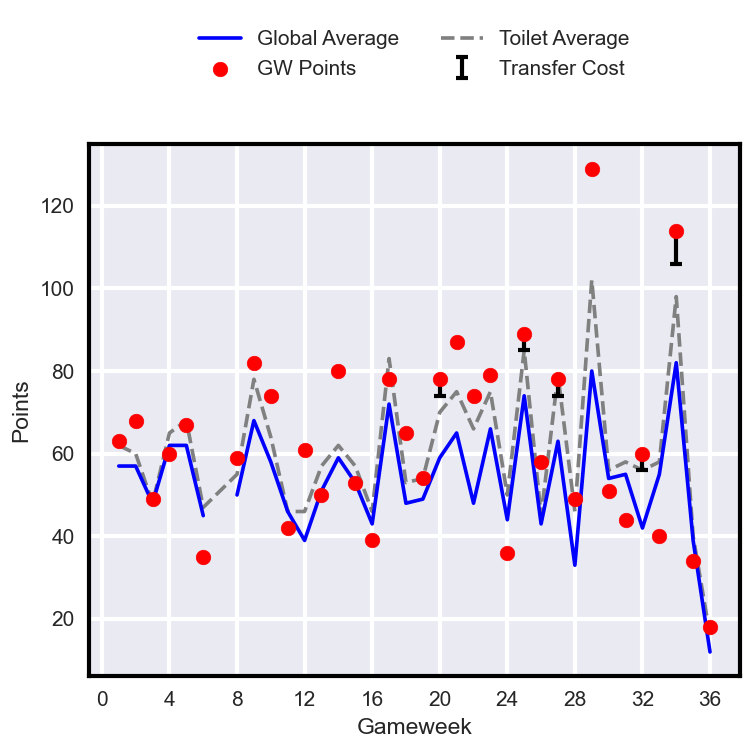 Global Average
Toilet Average
GW Points
Transfer Cost
120
100
80
60
40
20
Points
0 4 8 12 16 20 24 28 32 36
Gameweek